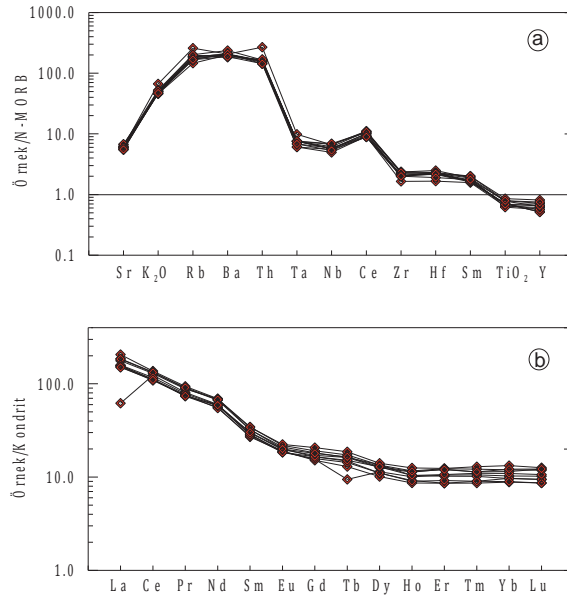 1000.0
ⓐ
100.0
10.0
1.0
0.1
Örnek/N-MORB
Sr K₂O Rb Ba Th Ta Nb Ce Zr Hf Sm TiO₂ Y
ⓑ
100.0
10.0
1.0
Örnek/Kondrit
La Ce Pr Nd Sm Eu Gd Tb Dy Ho Er Tm Yb Lu